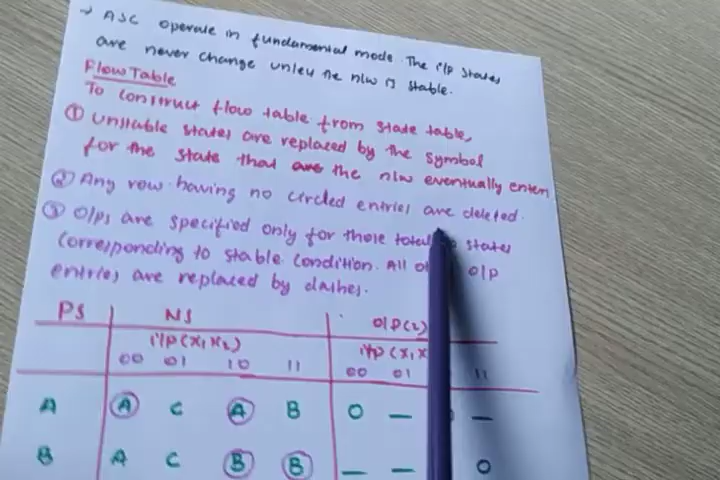 → ASC operate in fundamental mode. The i/p states
are never change unless the n/w is stable.
Flow Table
To construct flow table from state table,
① Unstable states are replaced by the symbol
for the state that are the n/w eventually enters
② Any row having no circled entries are deleted.
③ O/Ps are specified only for those total states
corresponding to stable condition. All o/p
entries are replaced by dashes.
PS NS O/P(z)
i/p(x₁x₂) i/p(x₁x
00 01 10 11 00 01 11
A A C A B 0 — —
B A C B B — — 0